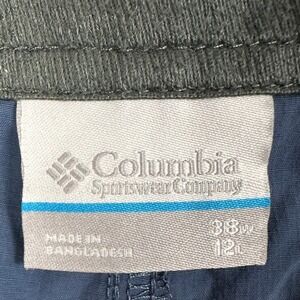 Columbia
Sportswear Company
38W
12L
MADE IN
BANGLADESH